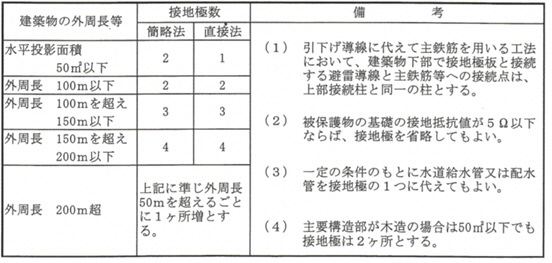 建築物の外周長等
接地極数
簡略法
直接法
備　　考
水平投影面積
50㎡以下
2
1
外周長　100m以下
2
2
外周長　100mを超え
150m以下
3
3
外周長　150mを超え
200m以下
4
4
外周長　200m超
上記に準じ外周長
50mを超えるごと
に１ヶ所増とす
る。
(１)　引下げ導線に代えて主鉄筋を用いる工法
において、建築物下部で接地極板と接続
する避雷導線と主鉄筋等への接続点は、
上部接続柱と同一の柱とする。
(２)　被保護物の基礎の接地抵抗値が５Ω以下
ならば、接地極を省略してもよい。
(３)　一定の条件のもとに水道給水管又は配水
管を接地極の１つに代えてもよい。
(４)　主要構造部が木造の場合は50㎡以下でも
接地極は２ヶ所とする。